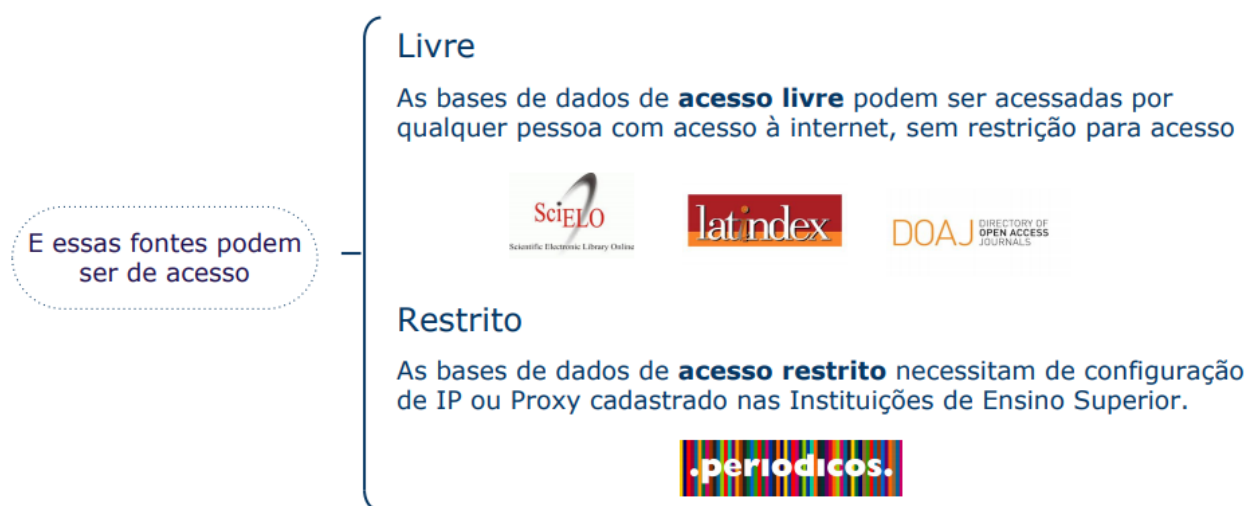 Livre
As bases de dados de acesso livre podem ser acessadas por
qualquer pessoa com acesso à internet, sem restrição para acesso
SciELO
Scientific Electronic Library Online
latindex
DOAJ
DIRECTORY OF
OPEN ACCESS
JOURNALS
E essas fontes podem
ser de acesso
Restrito
As bases de dados de acesso restrito necessitam de configuração
de IP ou Proxy cadastrado nas Instituições de Ensino Superior.
.periodicos.